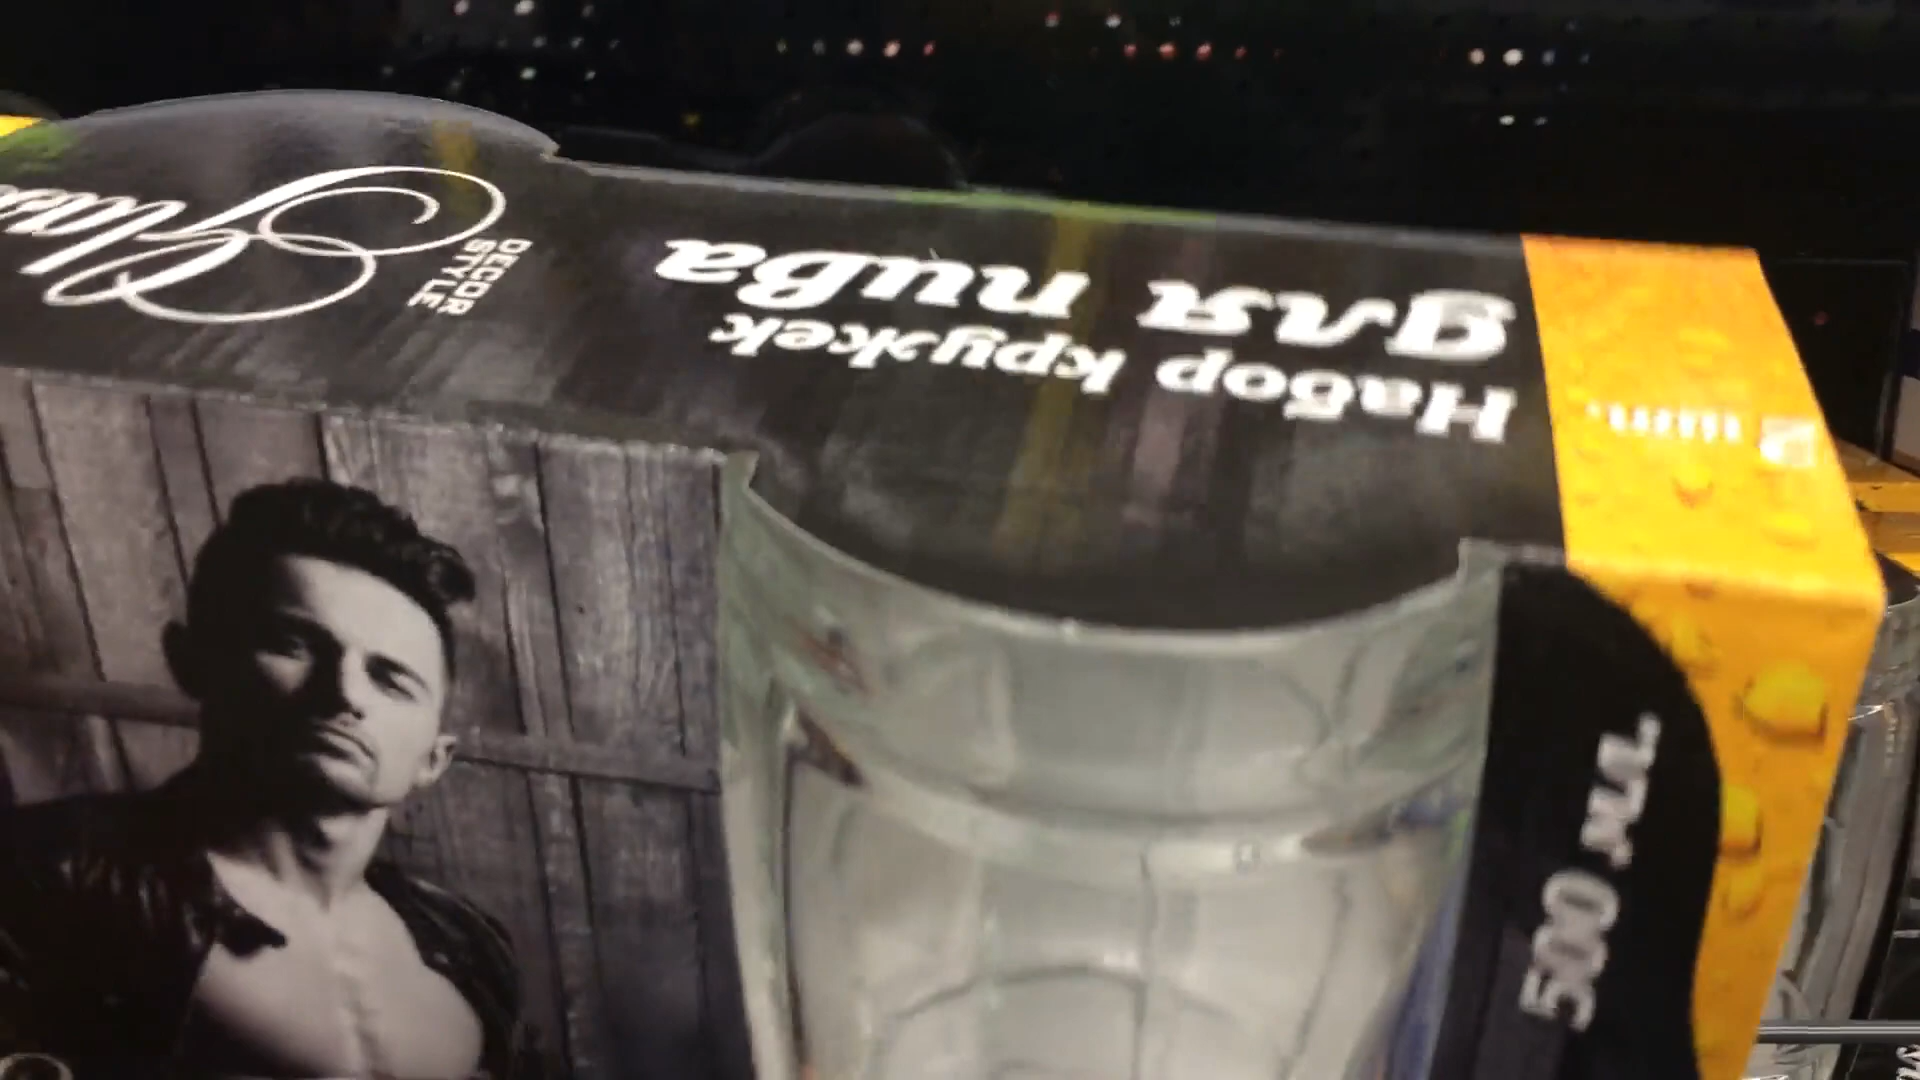 Набор кружек
для пива
DECOR
STYLE
500 мл.